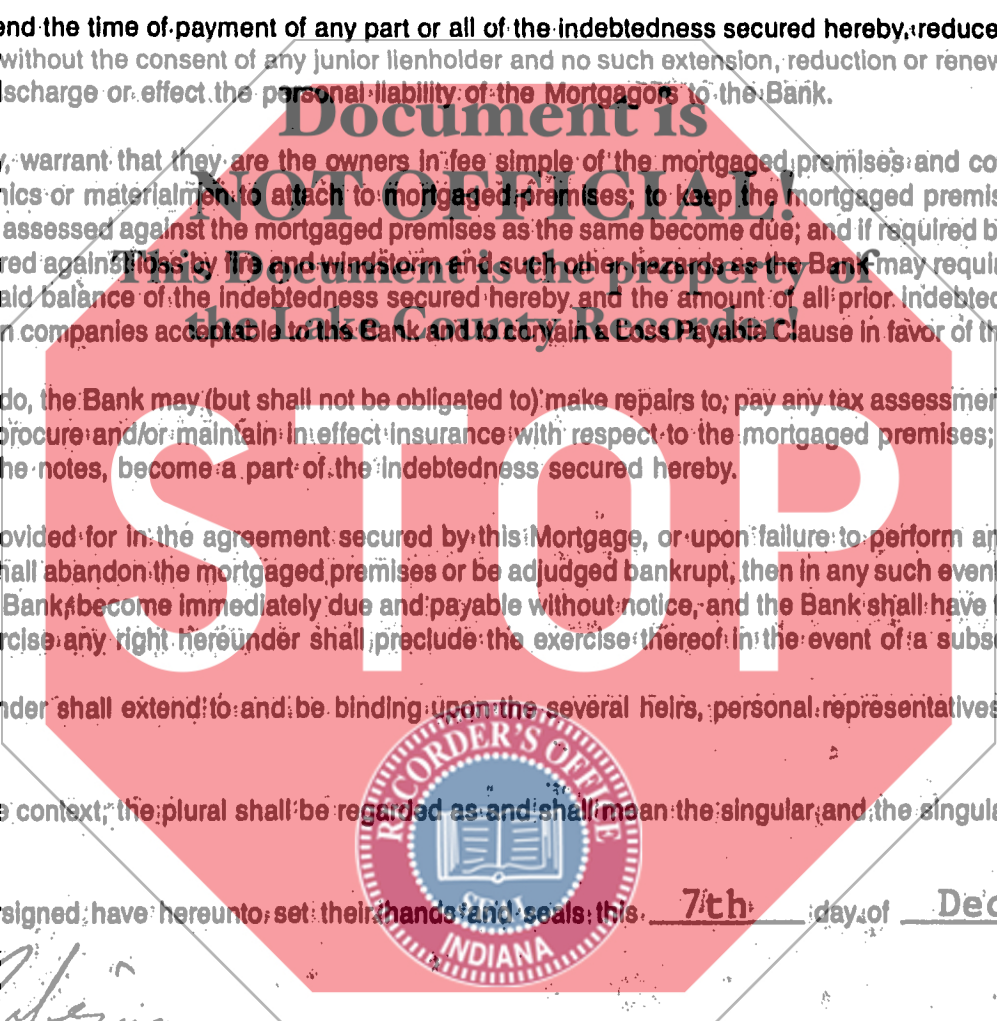 end the time of payment of any part or all of the indebtedness secured hereby, reduce
without the consent of any junior lienholder and no such extension, reduction or renew
scharge or effect the personal liability of the Mortgagors to the Bank.
Document is
, warrant that they are the owners in fee simple of the mortgaged premises and co
NOT OFFICIAL!
nics or materialmen to attach to mortgaged premises; to keep the mortgaged premis
assessed against the mortgaged premises as the same become due; and if required b
This Document is the property of
red against loss by fire and windstorm and such other hazards as the Bank may requir
aid balance of the indebtedness secured hereby and the amount of all prior indebted
the Lake County Recorder!
n companies acceptable to the Bank and to contain a Loss Payable Clause in favor of th
do, the Bank may (but shall not be obligated to) make repairs to, pay any tax assessmen
procure and/or maintain in effect insurance with respect to the mortgaged premises;
he notes, become a part of the indebtedness secured hereby.
STOP
ovided for in the agreement secured by this Mortgage, or upon failure to perform an
hall abandon the mortgaged premises or be adjudged bankrupt, then in any such event
Bank, become immediately due and payable without notice, and the Bank shall have
rcise any right hereunder shall preclude the exercise thereof in the event of a subs
nder shall extend to and be binding upon the several heirs, personal representatives
RECORDER'S OFFICE
e context, the plural shall be regarded as and shall mean the singular and the singula
SEAL
signed have hereunto set their hands and seals this 7th day of Dec
INDIANA